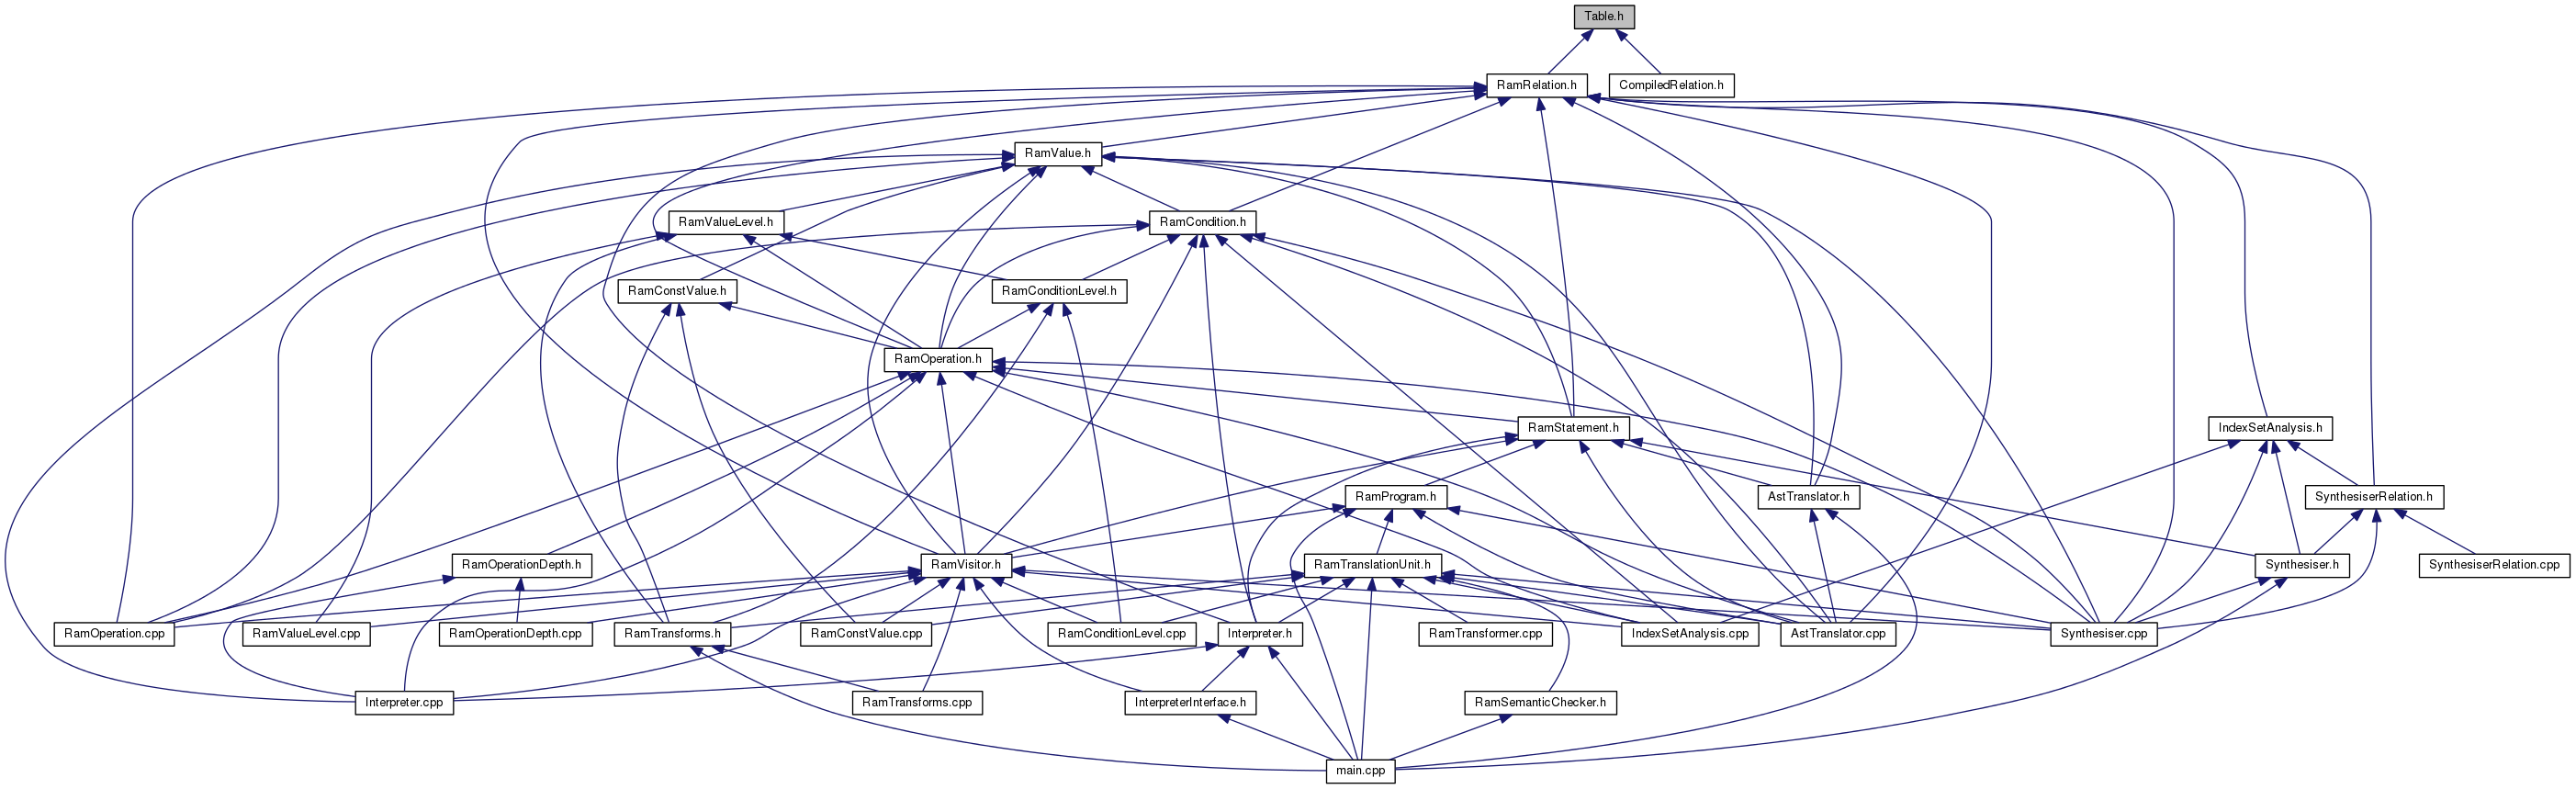 Table.h
RamRelation.h
CompiledRelation.h
RamValue.h
RamValueLevel.h
RamCondition.h
RamConstValue.h
RamConditionLevel.h
RamOperation.h
RamStatement.h
IndexSetAnalysis.h
RamProgram.h
AstTranslator.h
SynthesiserRelation.h
RamOperationDepth.h
RamVisitor.h
RamTranslationUnit.h
Synthesiser.h
SynthesiserRelation.cpp
RamOperation.cpp
RamValueLevel.cpp
RamOperationDepth.cpp
RamTransforms.h
RamConstValue.cpp
RamConditionLevel.cpp
Interpreter.h
RamTransformer.cpp
IndexSetAnalysis.cpp
AstTranslator.cpp
Synthesiser.cpp
Interpreter.cpp
RamTransforms.cpp
InterpreterInterface.h
RamSemanticChecker.h
main.cpp